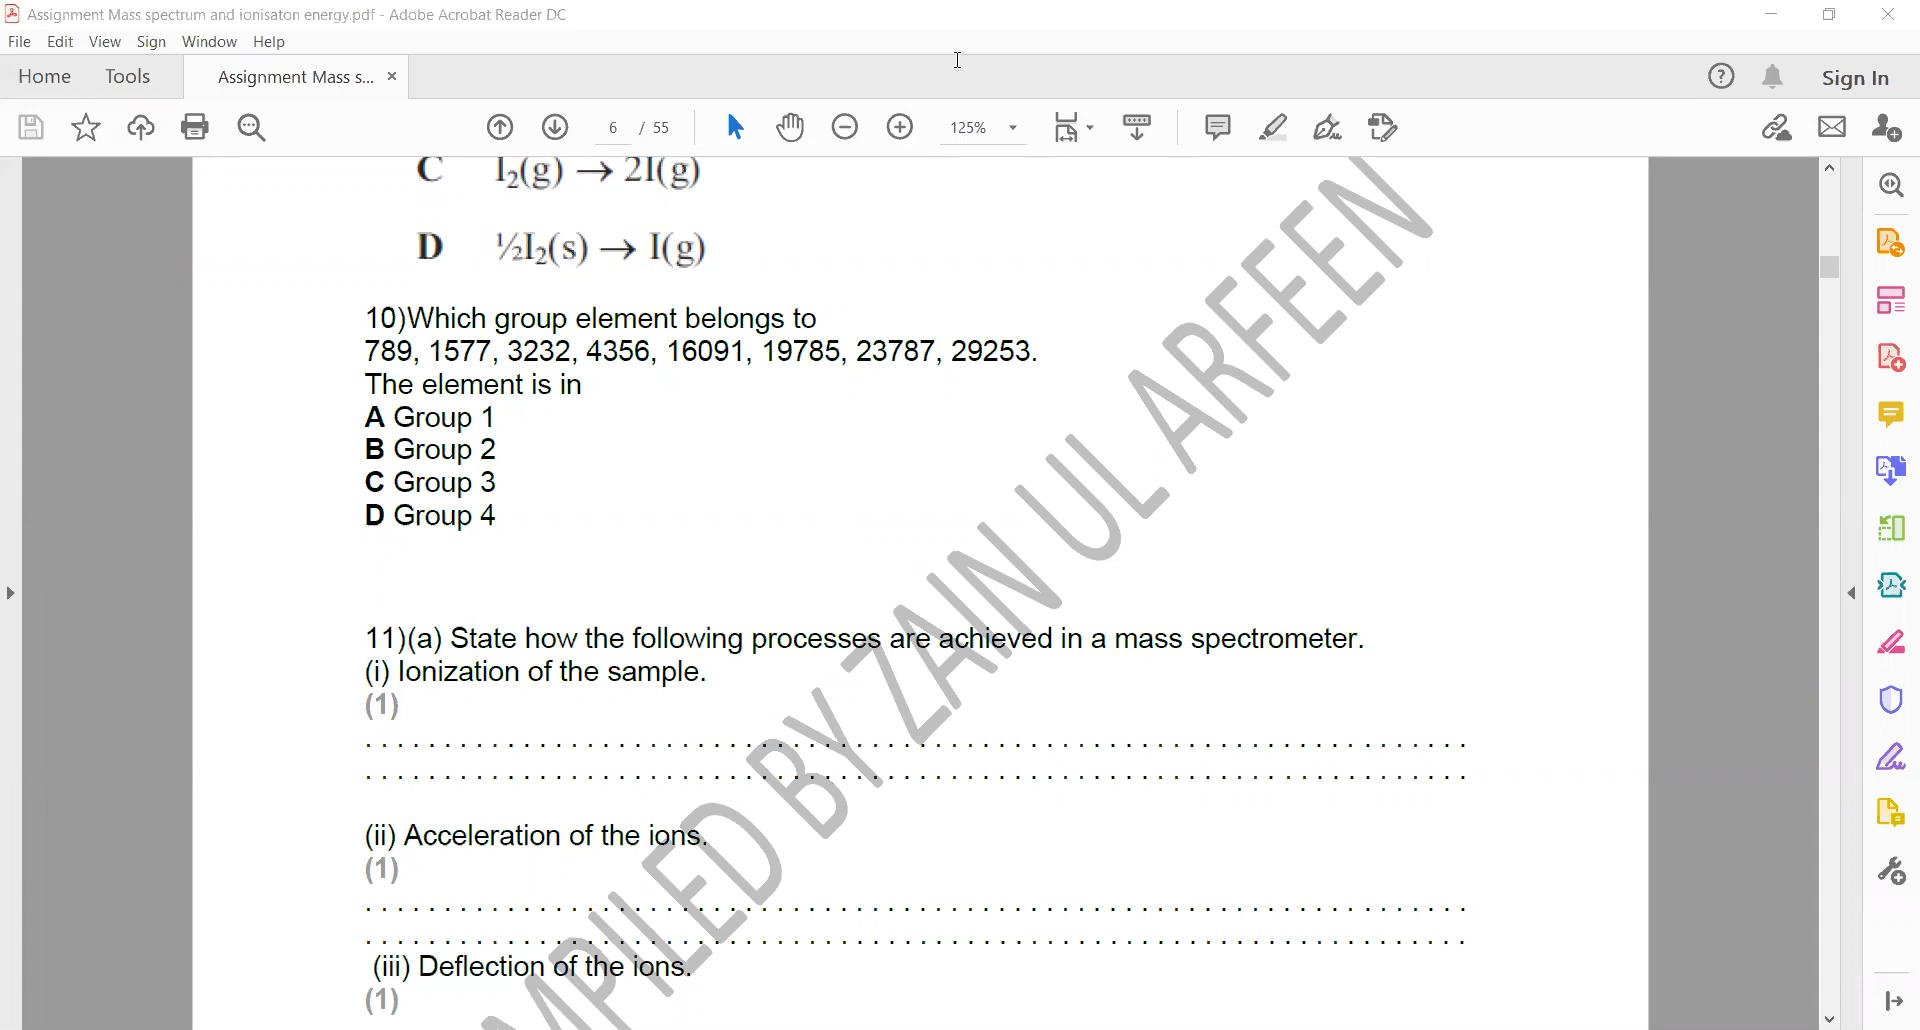 Assignment Mass spectrum and ionisaton energy.pdf - Adobe Acrobat Reader DC
File Edit View Sign Window Help
Home Tools Assignment Mass s... × Sign In
6 / 55 125%
C I₂(g) → 2I(g)
D ½I₂(s) → I(g)
10)Which group element belongs to
789, 1577, 3232, 4356, 16091, 19785, 23787, 29253.
The element is in
A Group 1
B Group 2
C Group 3
D Group 4
11)(a) State how the following processes are achieved in a mass spectrometer.
(i) Ionization of the sample.
(1)
(ii) Acceleration of the ions.
(1)
(iii) Deflection of the ions.
(1)
MPILED BY ZAIN UL ARFEEN